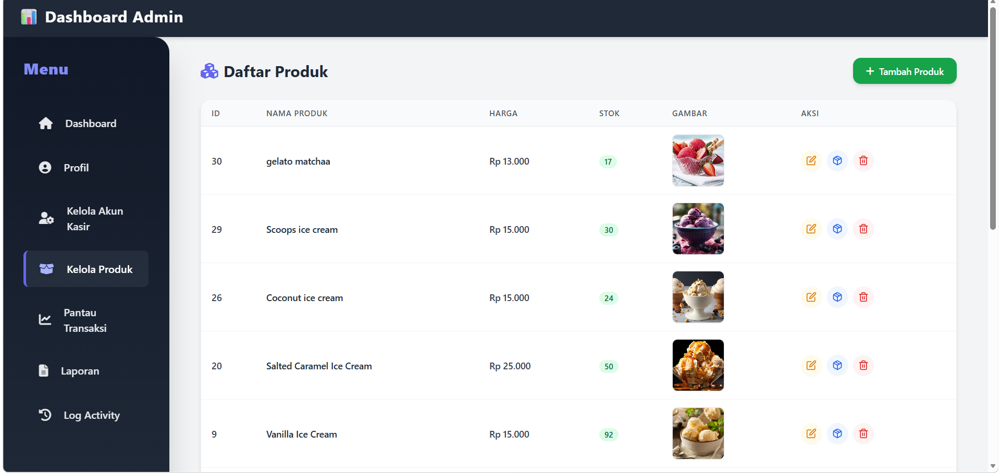 Dashboard Admin
Menu
Dashboard
Profil
Kelola Akun
Kasir
Kelola Produk
Pantau
Transaksi
Laporan
Log Activity
Daftar Produk
+ Tambah Produk
ID NAMA PRODUK HARGA STOK GAMBAR AKSI
30 gelato matchaa Rp 13.000 17
29 Scoops ice cream Rp 15.000 30
26 Coconut ice cream Rp 15.000 24
20 Salted Caramel Ice Cream Rp 25.000 50
9 Vanilla Ice Cream Rp 15.000 92